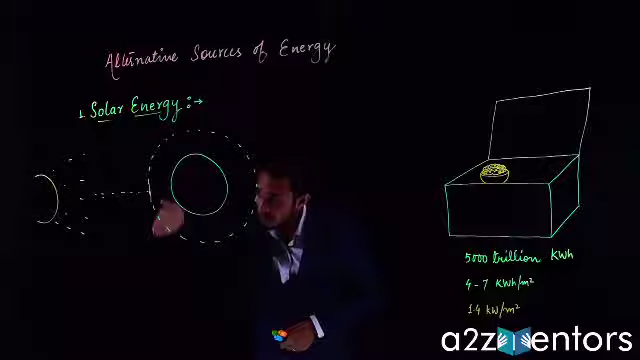 Alternative Sources of Energy
1. Solar Energy :→
5000 trillion KWh
4 - 7 KWh/m²
1.4 kW/m²
a2zmentors